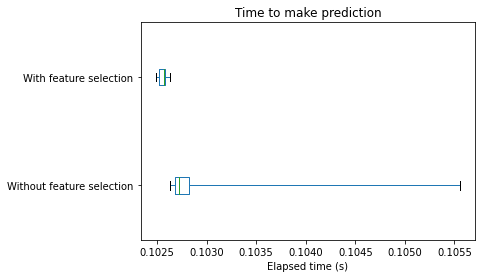 Time to make prediction
With feature selection
Without feature selection
0.1025 0.1030 0.1035 0.1040 0.1045 0.1050 0.1055
Elapsed time (s)